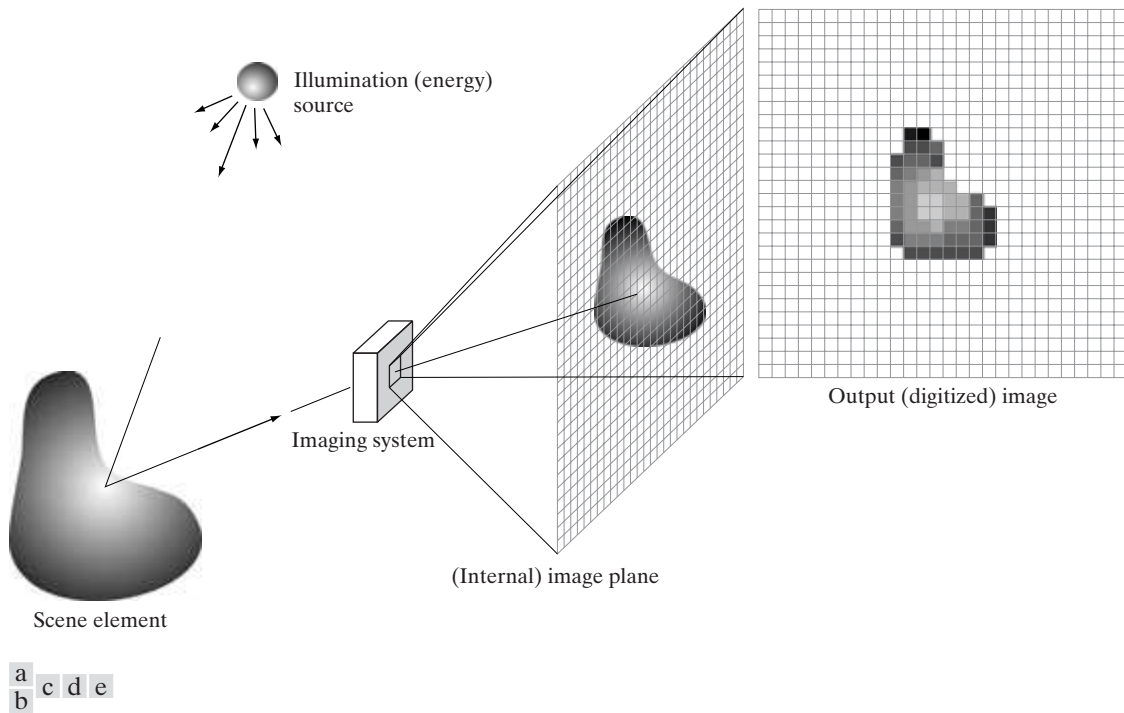 Illumination (energy)
source
Output (digitized) image
Imaging system
(Internal) image plane
Scene element
a
b
c d e